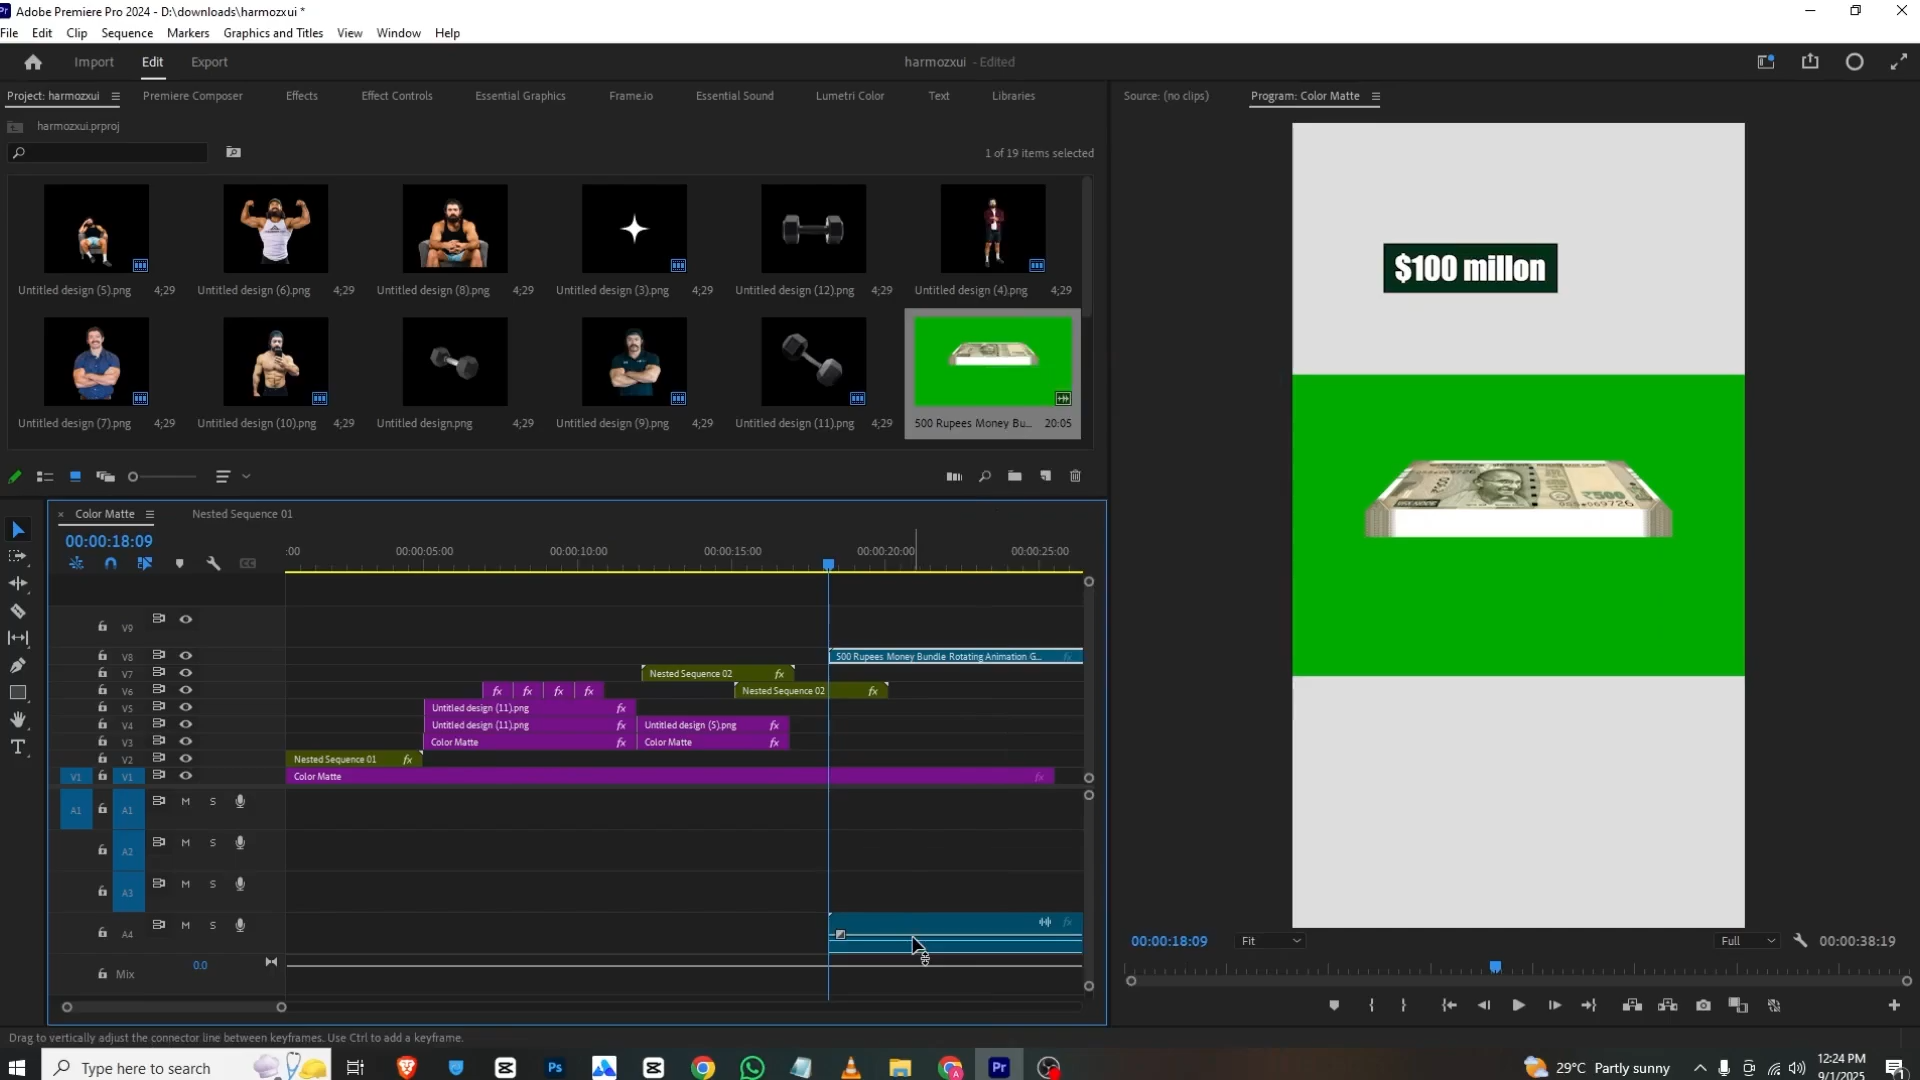 Adobe Premiere Pro 2024 - D:\downloads\harmozxui *
File Edit Clip Sequence Markers Graphics and Titles View Window Help
Import Edit Export
harmozxui - Edited
Project: harmozxui
Premiere Composer
Effects
Effect Controls
Essential Graphics
Frame.io
Essential Sound
Lumetri Color
Text
Libraries
Source: (no clips)
Program: Color Matte
harmozxui.prproj
1 of 19 items selected
Untitled design (5).png 4;29
Untitled design (6).png 4;29
Untitled design (8).png 4;29
Untitled design (3).png 4;29
Untitled design (12).png 4;29
Untitled design (4).png 4;29
Untitled design (7).png 4;29
Untitled design (10).png 4;29
Untitled design.png 4;29
Untitled design (9).png 4;29
Untitled design (11).png 4;29
500 Rupees Money Bu... 20:05
$100 millon
Color Matte
Nested Sequence 01
00:00:18:09
:00
00:00:05:00
00:00:10:00
00:00:15:00
00:00:20:00
00:00:25:00
V9
V8
500 Rupees Money Bundle Rotating Animation G...
V7
Nested Sequence 02 fx
V6
fx fx fx fx
Nested Sequence 02 fx
V5
Untitled design (11).png fx
V4
Untitled design (11).png fx
Untitled design (5).png fx
V3
Color Matte fx
Color Matte fx
V2
Nested Sequence 01 fx
V1 V1
Color Matte fx
A1 A1 M S
A2 M S
A3 M S
A4 M S
fx
Mix
0.0
00:00:18:09
Fit
Full
00:00:38:19
Drag to vertically adjust the connector line between keyframes. Use Ctrl to add a keyframe.
Type here to search
Ps
Pr
29°C Partly sunny
12:24 PM
9/1/2025